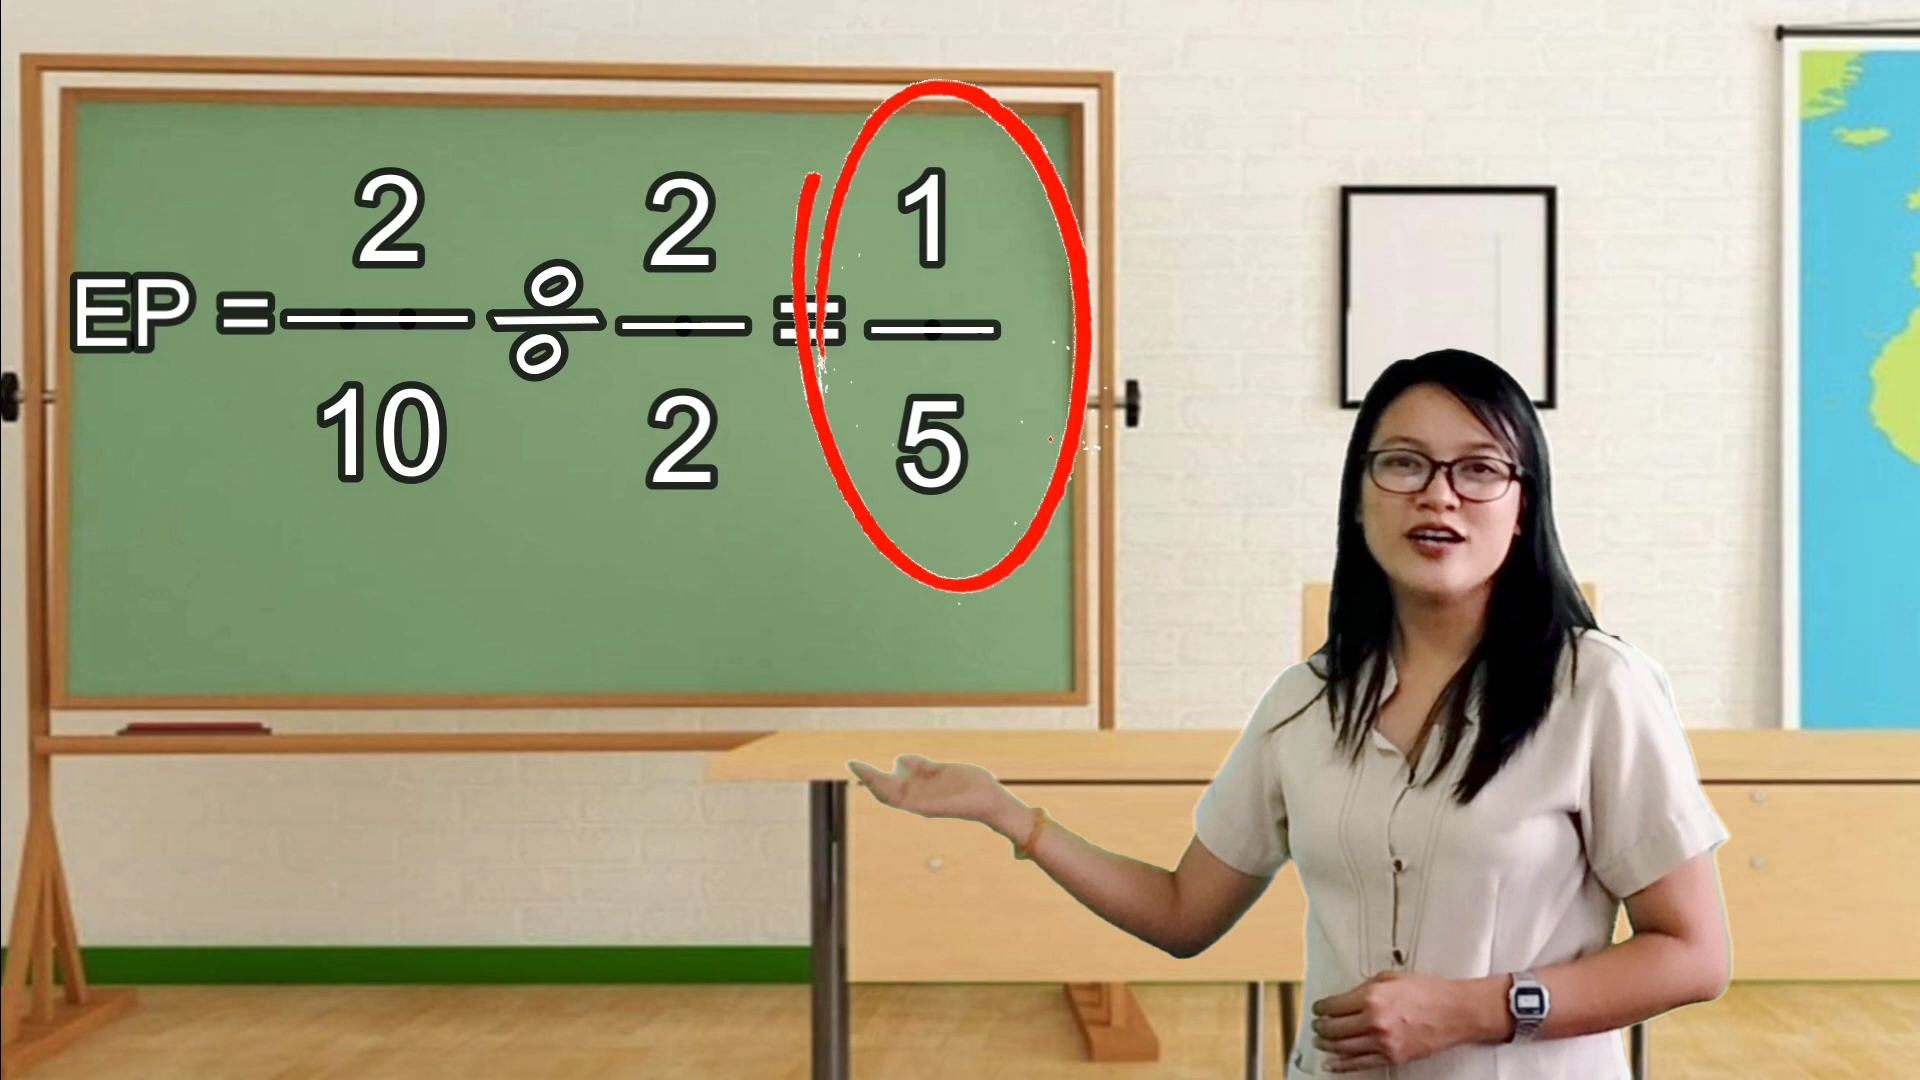 EP = 2/10 ÷ 2/2 = 1/5